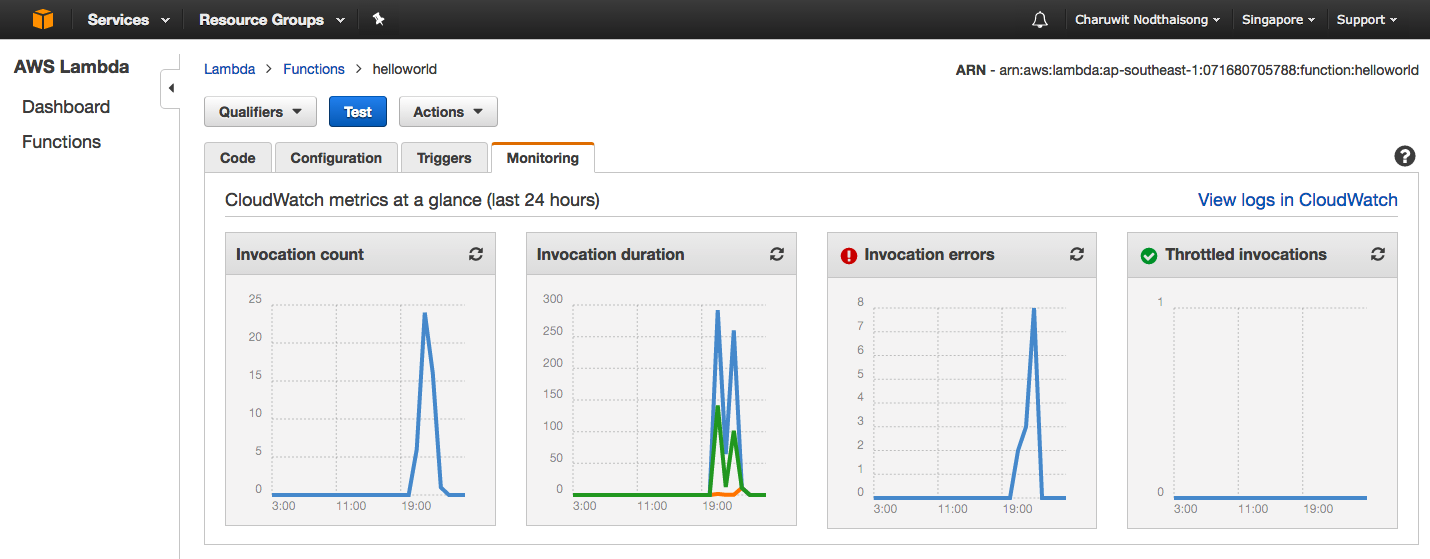 Services Resource Groups Charuwit Nodthaisong Singapore Support
AWS Lambda
Dashboard
Functions
Lambda > Functions > helloworld
ARN - arn:aws:lambda:ap-southeast-1:071680705788:function:helloworld
Qualifiers Test Actions
Code Configuration Triggers Monitoring
?
CloudWatch metrics at a glance (last 24 hours) View logs in CloudWatch
Invocation count
25
20
15
10
5
0
3:00 11:00 19:00
Invocation duration
300
250
200
150
100
50
0
3:00 11:00 19:00
! Invocation errors
8
7
6
5
4
3
2
1
0
3:00 11:00 19:00
Throttled invocations
1
0
3:00 11:00 19:00